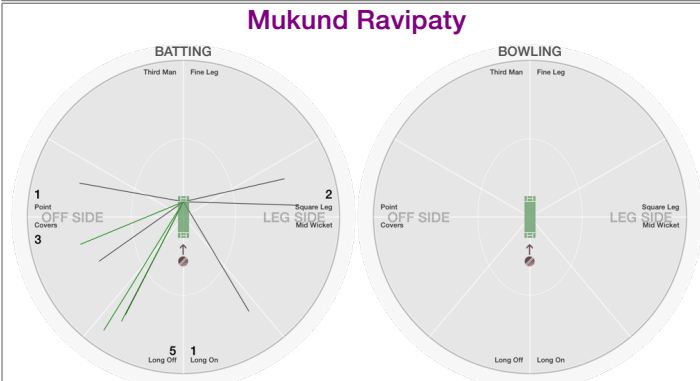 Mukund Ravipaty
BATTING
Third Man Fine Leg
1
Point
OFF SIDE
Covers
3
2
Square Leg
LEG SIDE
Mid Wicket
5 1
Long Off Long On
BOWLING
Third Man Fine Leg
Point
OFF SIDE
Covers
Square Leg
LEG SIDE
Mid Wicket
Long Off Long On